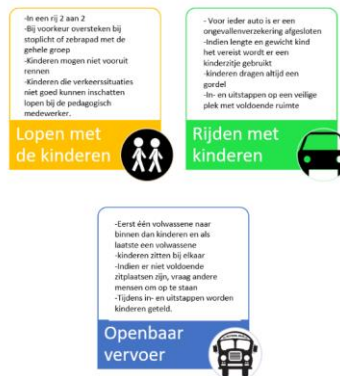 -In een rij 2 aan 2
-Bij voorkeur oversteken bij
stoplicht of zebrapad met de
gehele groep
-Kinderen mogen niet vooruit
rennen
-Kinderen die verkeerssituaties
niet goed kunnen inschatten
lopen bij de pedagogisch
medewerker.
Lopen met
de kinderen
- Voor ieder auto is er een
ongevallenverzekering afgesloten
-Indien lengte en gewicht kind
het vereist wordt er een
kinderzitje gebruikt
-kinderen dragen altijd een
gordel
-In- en uitstappen op een veilige
plek met voldoende ruimte
Rijden met
kinderen
-Eerst één volwassene naar
binnen dan kinderen en als
laatste een volwassene
-kinderen zitten bij elkaar
-Indien er niet voldoende
zitplaatsen zijn, vraag andere
mensen om op te staan
-Tijdens in- en uitstappen worden
kinderen geteld.
Openbaar
vervoer